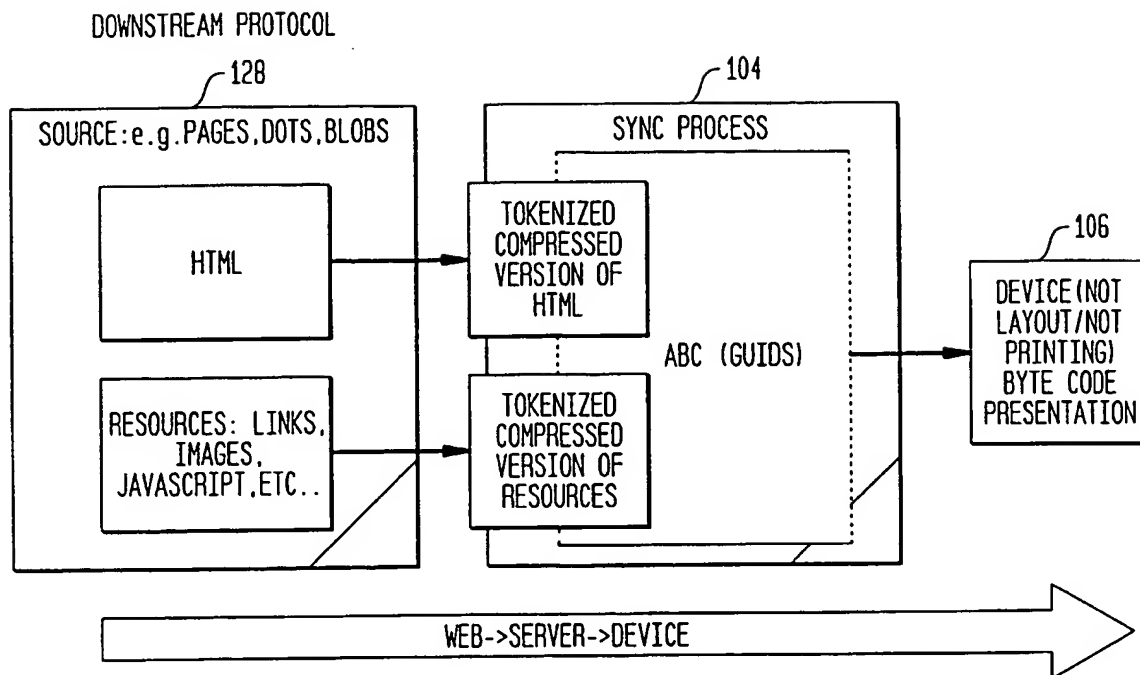 DOWNSTREAM PROTOCOL
128
SOURCE:e.g.PAGES,DOTS,BLOBS
HTML
RESOURCES: LINKS,
IMAGES,
JAVASCRIPT,ETC..
104
SYNC PROCESS
TOKENIZED
COMPRESSED
VERSION OF
HTML
ABC (GUIDS)
TOKENIZED
COMPRESSED
VERSION OF
RESOURCES
106
DEVICE(NOT
LAYOUT/NOT
PRINTING)
BYTE CODE
PRESENTATION
WEB->SERVER->DEVICE